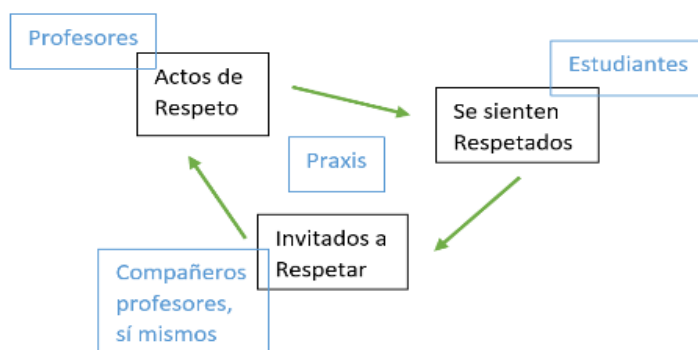 Profesores
Actos de
Respeto
Estudiantes
Se sienten
Respetados
Praxis
Invitados a
Respetar
Compañeros
profesores,
sí mismos